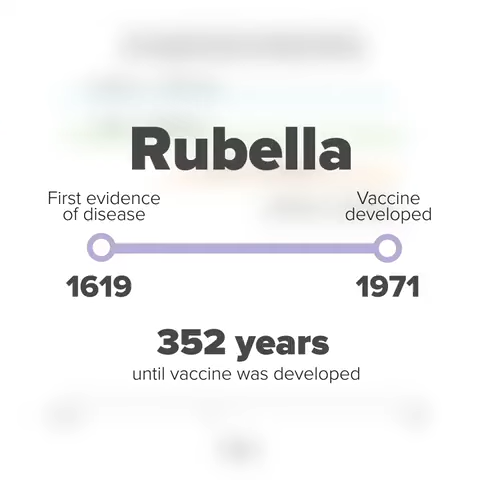 Rubella
First evidence
of disease
Vaccine
developed
1619
1971
352 years
until vaccine was developed